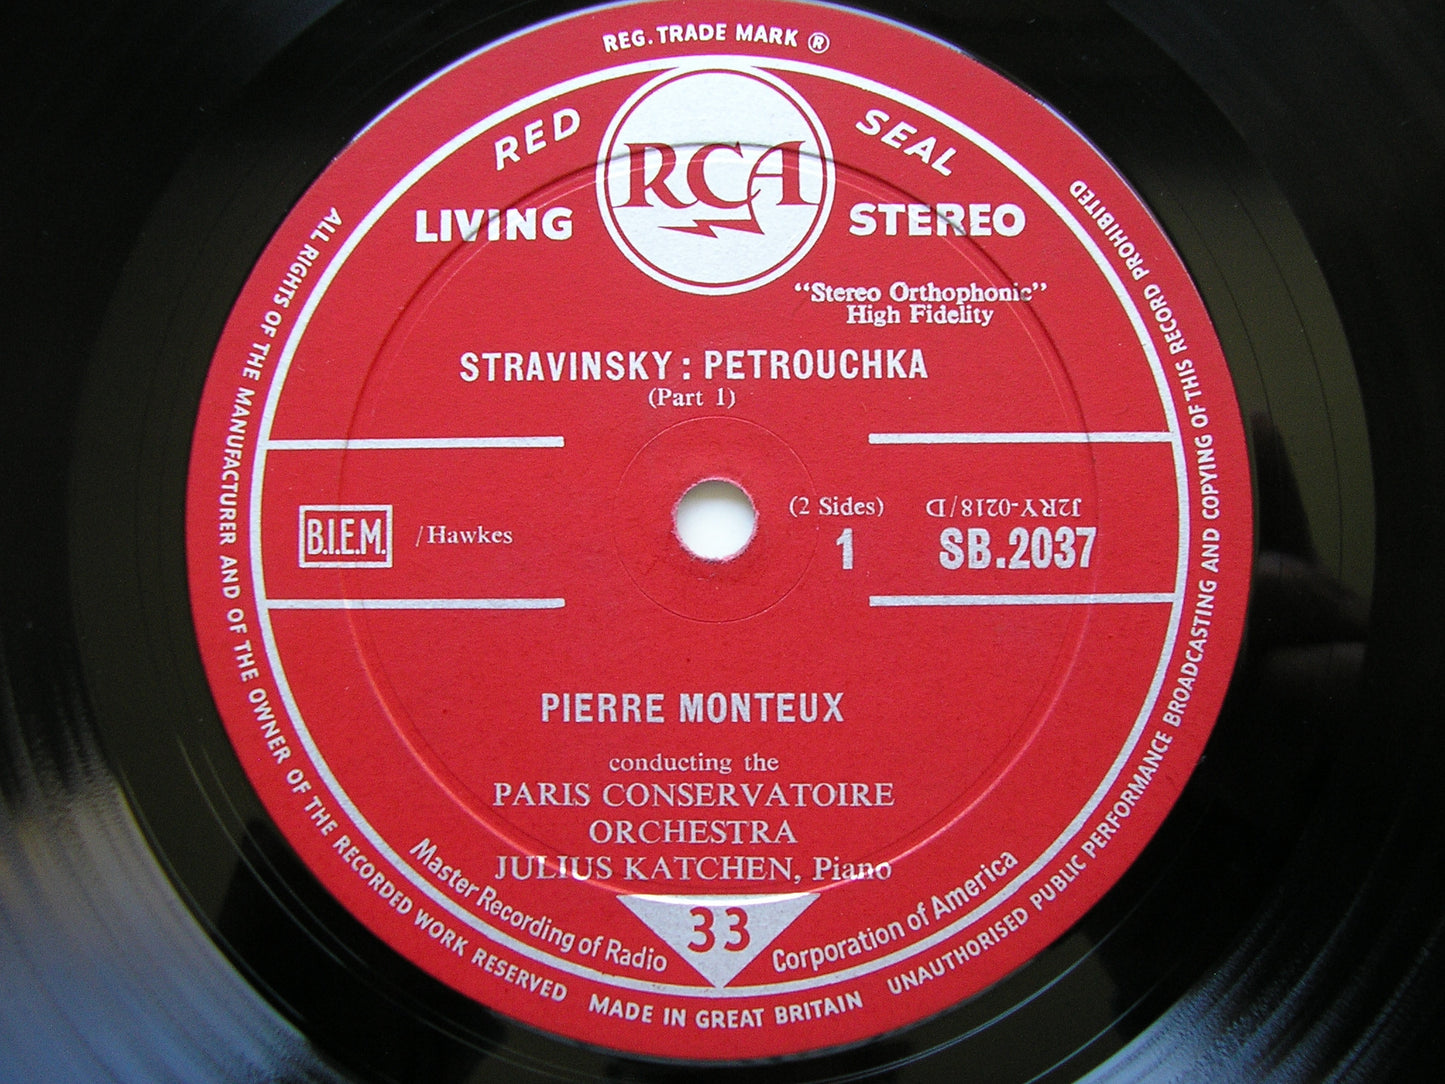 REG. TRADE MARK ®
RED SEAL
RCA
LIVING STEREO
"Stereo Orthophonic"
High Fidelity
STRAVINSKY : PETROUCHKA
(Part 1)
B.I.E.M. /Hawkes
(2 Sides) J2RY-0218/D
1 SB.2037
PIERRE MONTEUX
conducting the
PARIS CONSERVATOIRE
ORCHESTRA
JULIUS KATCHEN, Piano
33
Master Recording of Radio Corporation of America
ALL RIGHTS OF THE MANUFACTURER AND OF THE OWNER OF THE RECORDED WORK RESERVED
MADE IN GREAT BRITAIN
UNAUTHORISED PUBLIC PERFORMANCE BROADCASTING AND COPYING OF THIS RECORD PROHIBITED